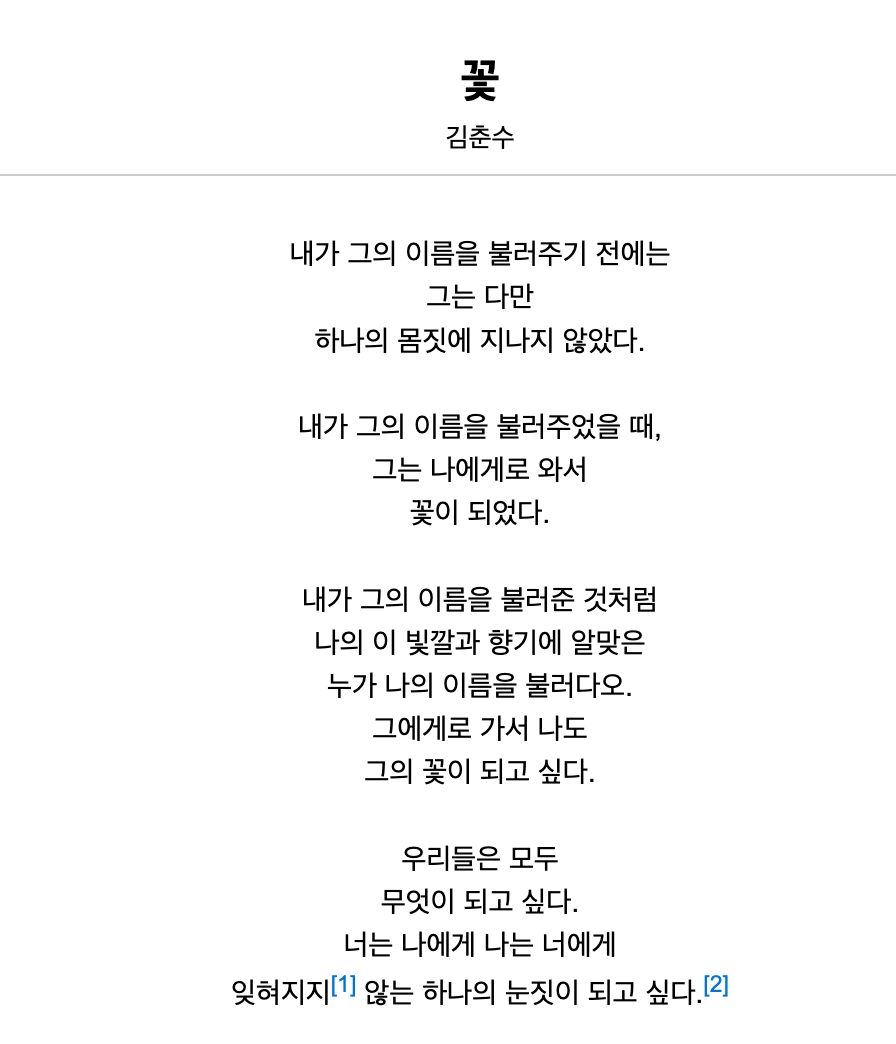 꽃
김춘수
내가 그의 이름을 불러주기 전에는
그는 다만
하나의 몸짓에 지나지 않았다.
내가 그의 이름을 불러주었을 때,
그는 나에게로 와서
꽃이 되었다.
내가 그의 이름을 불러준 것처럼
나의 이 빛깔과 향기에 알맞은
누가 나의 이름을 불러다오.
그에게로 가서 나도
그의 꽃이 되고 싶다.
우리들은 모두
무엇이 되고 싶다.
너는 나에게 나는 너에게
잊혀지지[1] 않는 하나의 눈짓이 되고 싶다.[2]